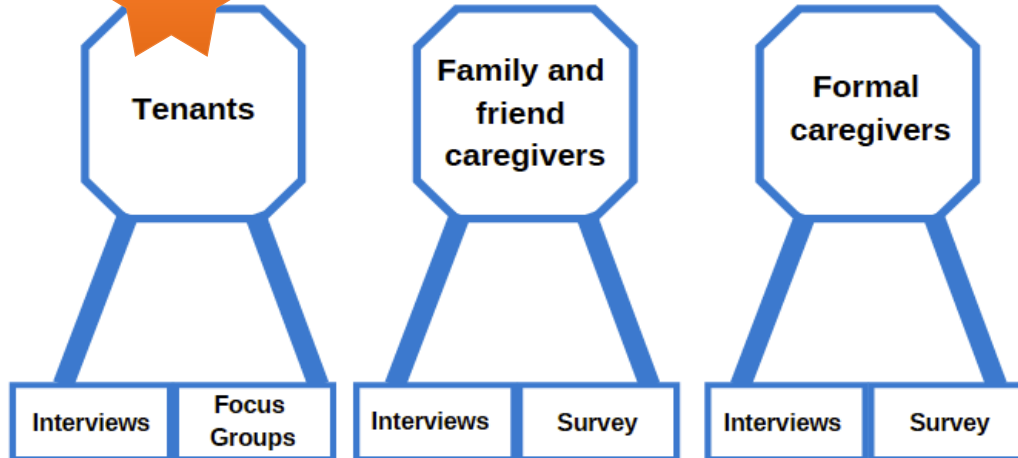 Tenants
Family and
friend
caregivers
Formal
caregivers
Interviews
Focus
Groups
Interviews
Survey
Interviews
Survey